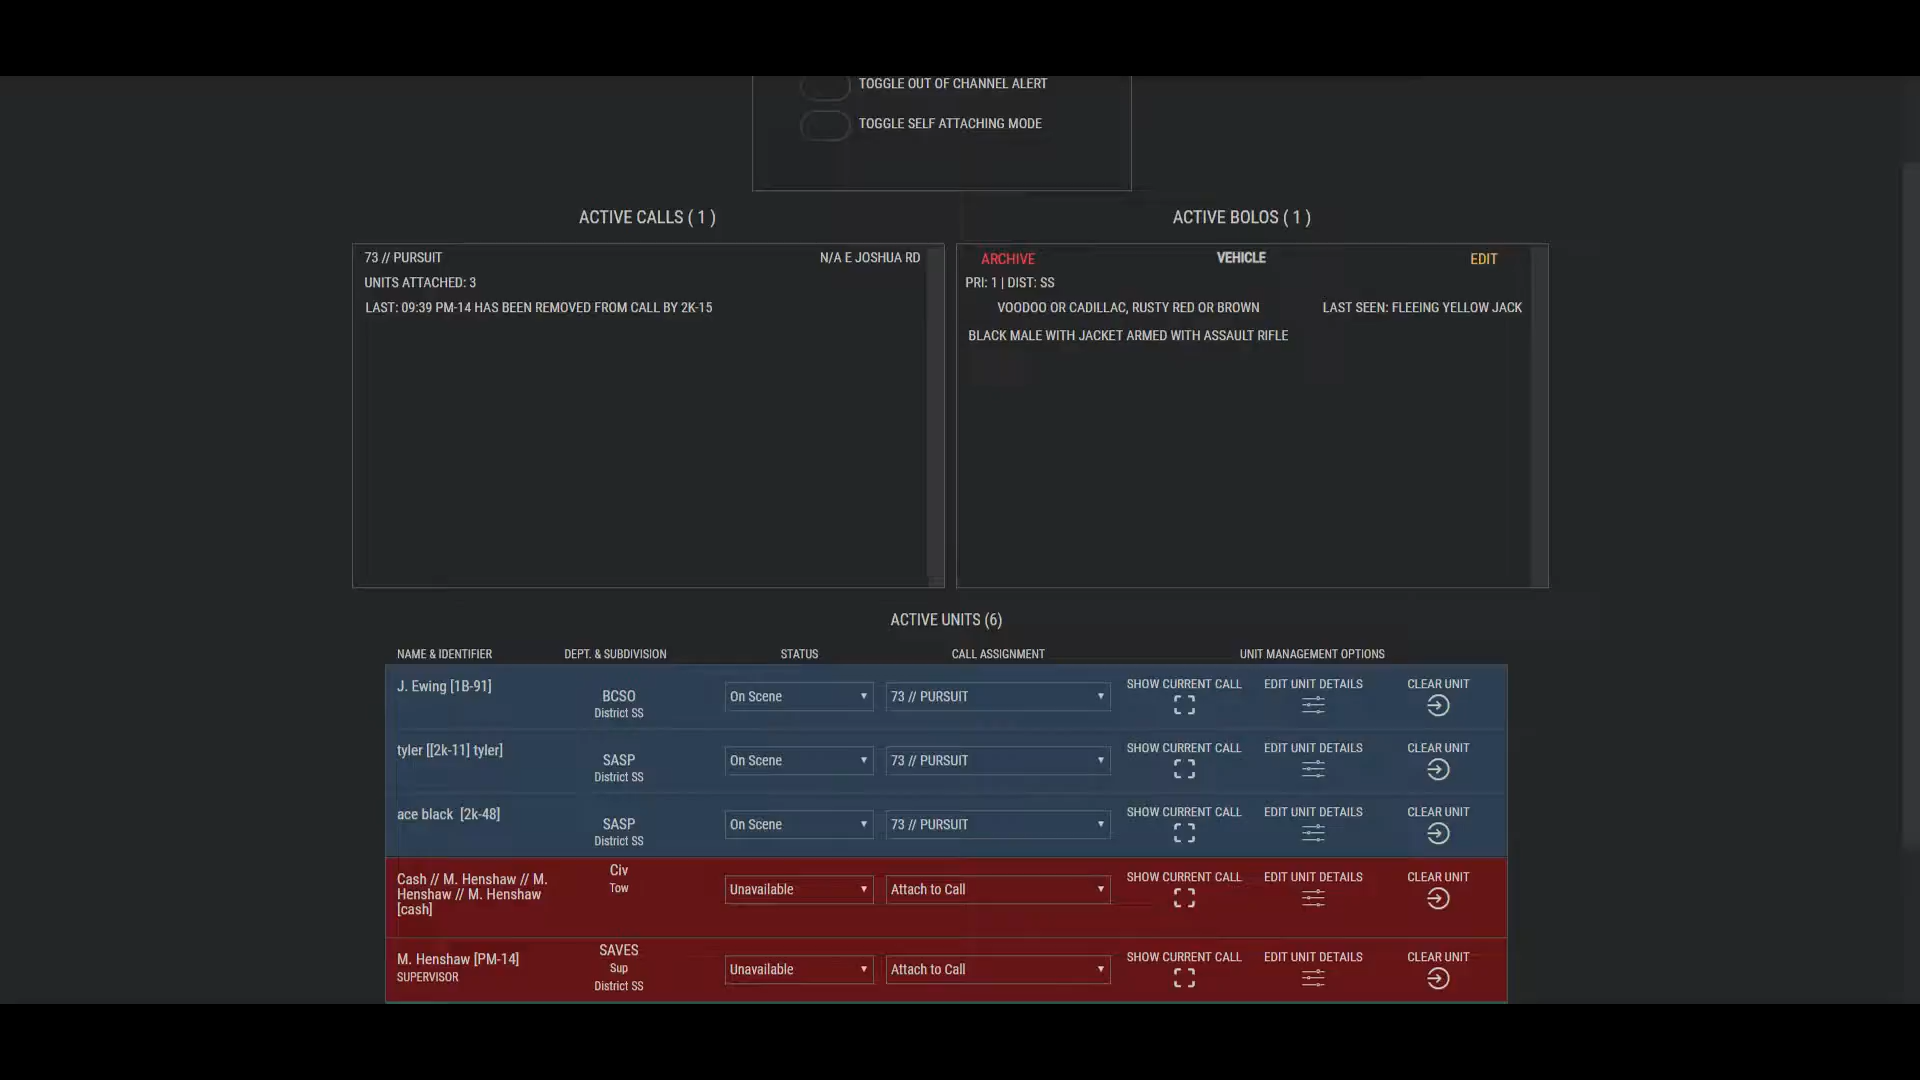 TOGGLE OUT OF CHANNEL ALERT
TOGGLE SELF ATTACHING MODE
ACTIVE CALLS ( 1 )
73 // PURSUIT N/A E JOSHUA RD
UNITS ATTACHED: 3
LAST: 09:39 PM-14 HAS BEEN REMOVED FROM CALL BY 2K-15
ACTIVE BOLOS ( 1 )
ARCHIVE VEHICLE EDIT
PRI: 1 | DIST: SS
VOODOO OR CADILLAC, RUSTY RED OR BROWN LAST SEEN: FLEEING YELLOW JACK
BLACK MALE WITH JACKET ARMED WITH ASSAULT RIFLE
ACTIVE UNITS (6)
NAME & IDENTIFIER DEPT. & SUBDIVISION STATUS CALL ASSIGNMENT UNIT MANAGEMENT OPTIONS
J. Ewing [1B-91]
BCSO
District SS
On Scene
73 // PURSUIT
SHOW CURRENT CALL EDIT UNIT DETAILS CLEAR UNIT
tyler [[2k-11] tyler]
SASP
District SS
On Scene
73 // PURSUIT
SHOW CURRENT CALL EDIT UNIT DETAILS CLEAR UNIT
ace black [2k-48]
SASP
District SS
On Scene
73 // PURSUIT
SHOW CURRENT CALL EDIT UNIT DETAILS CLEAR UNIT
Cash // M. Henshaw // M.
Henshaw // M. Henshaw
[cash]
Civ
Tow
Unavailable
Attach to Call
SHOW CURRENT CALL EDIT UNIT DETAILS CLEAR UNIT
M. Henshaw [PM-14]
SUPERVISOR
SAVES
Sup
District SS
Unavailable
Attach to Call
SHOW CURRENT CALL EDIT UNIT DETAILS CLEAR UNIT